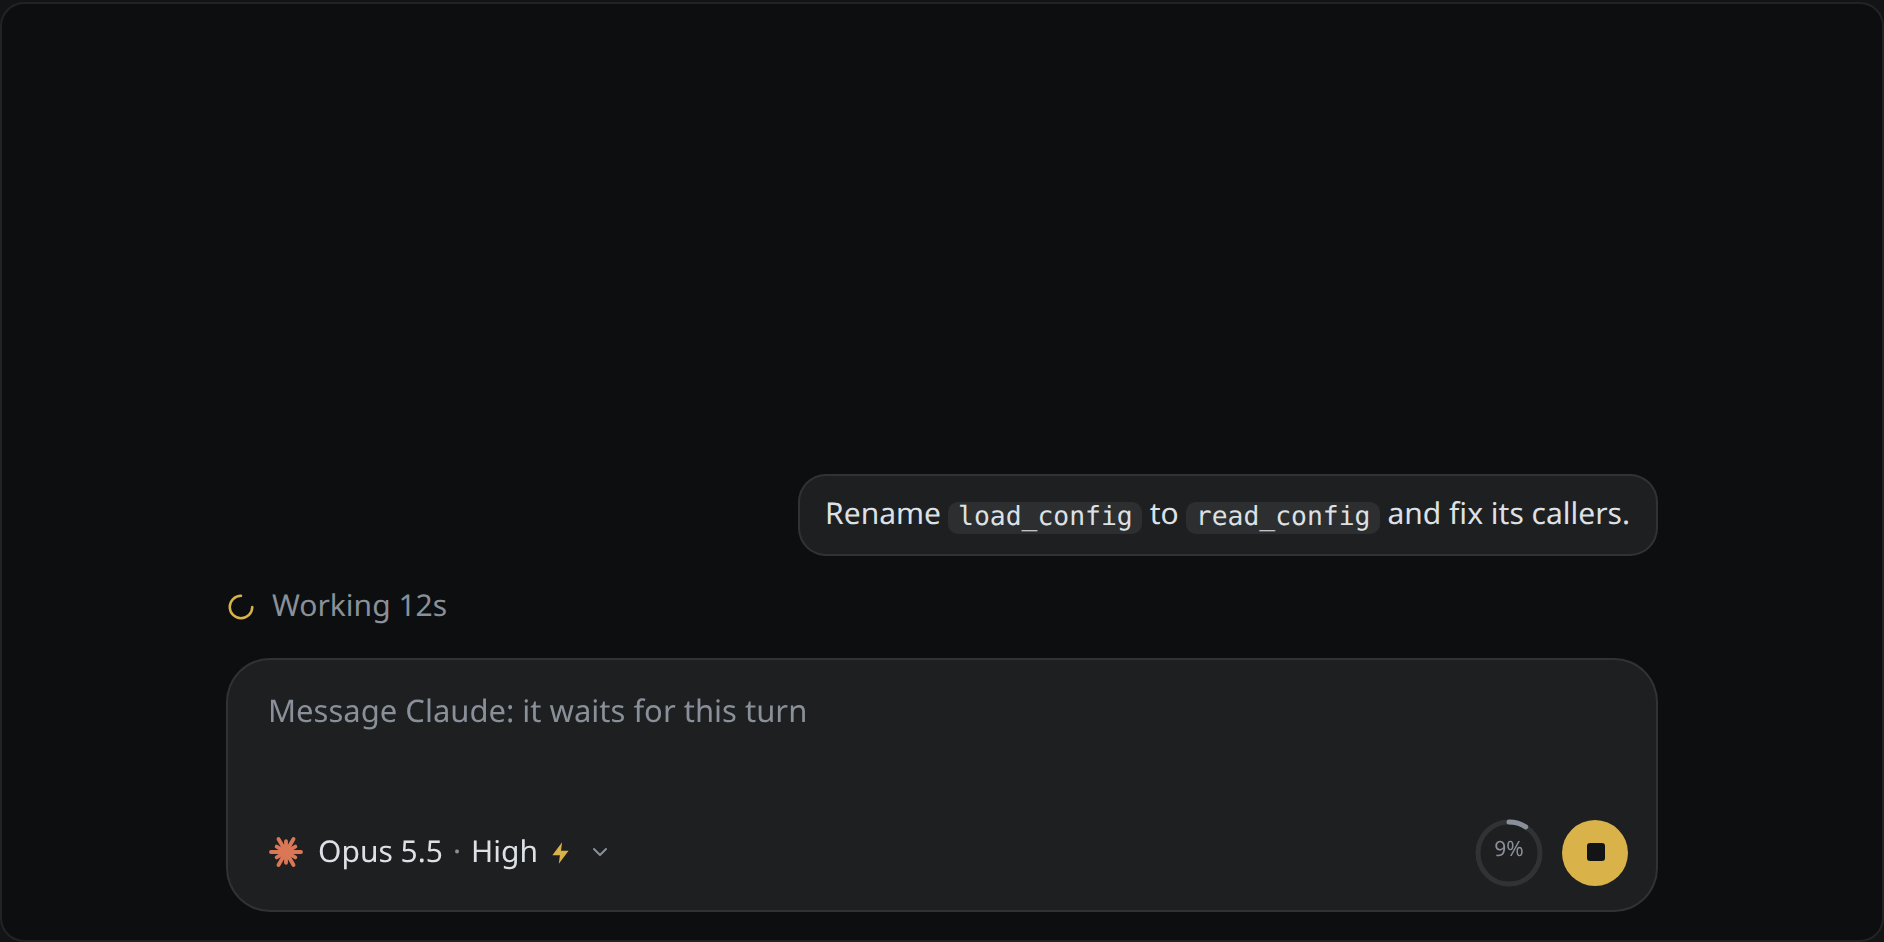 Rename load_config to read_config and fix its callers.
Working 12s
Message Claude: it waits for this turn
Opus 5.5 · High
9%